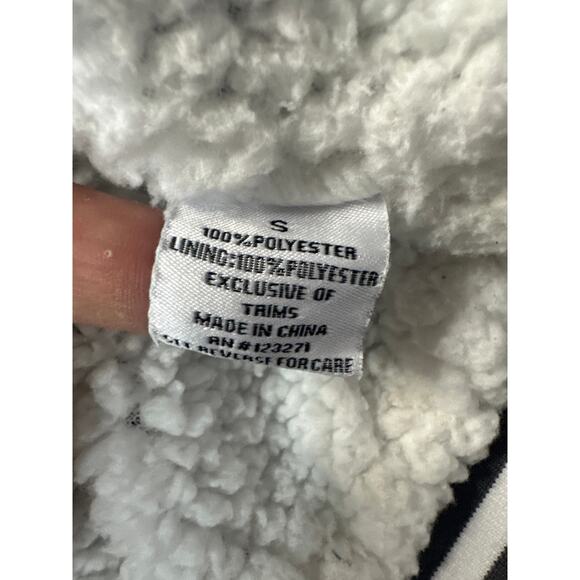 S
100%POLYESTER
LINING:100%POLYESTER
EXCLUSIVE OF
TRIMS
MADE IN CHINA
RN #123271
REVERSE FOR CARE